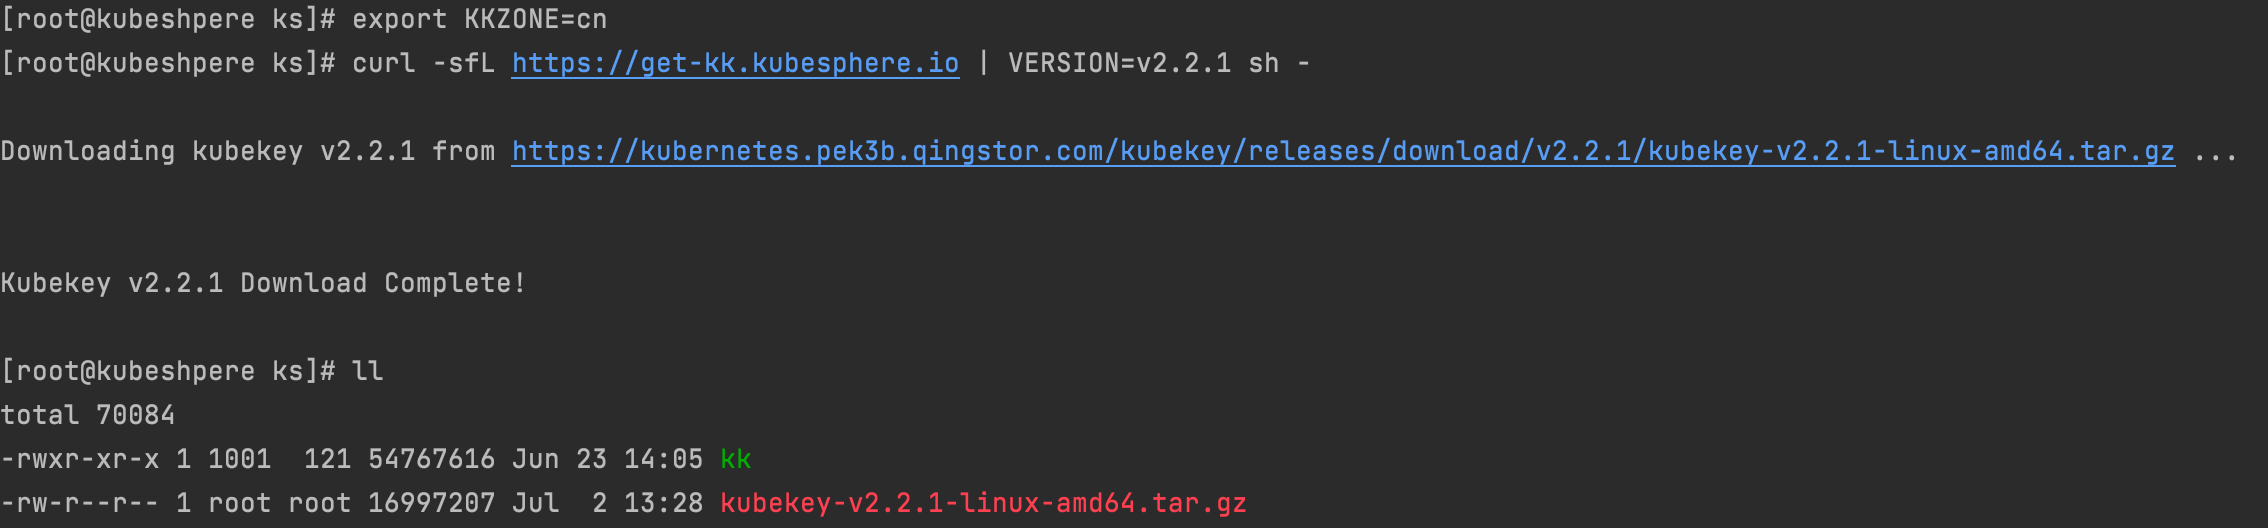 [root@kubeshpere ks]# export KKZONE=cn
[root@kubeshpere ks]# curl -sfL https://get-kk.kubesphere.io | VERSION=v2.2.1 sh -
Downloading kubekey v2.2.1 from https://kubernetes.pek3b.qingstor.com/kubekey/releases/download/v2.2.1/kubekey-v2.2.1-linux-amd64.tar.gz ...
Kubekey v2.2.1 Download Complete!
[root@kubeshpere ks]# ll
total 70084
-rwxr-xr-x 1 1001  121 54767616 Jun 23 14:05 kk
-rw-r--r-- 1 root root 16997207 Jul  2 13:28 kubekey-v2.2.1-linux-amd64.tar.gz